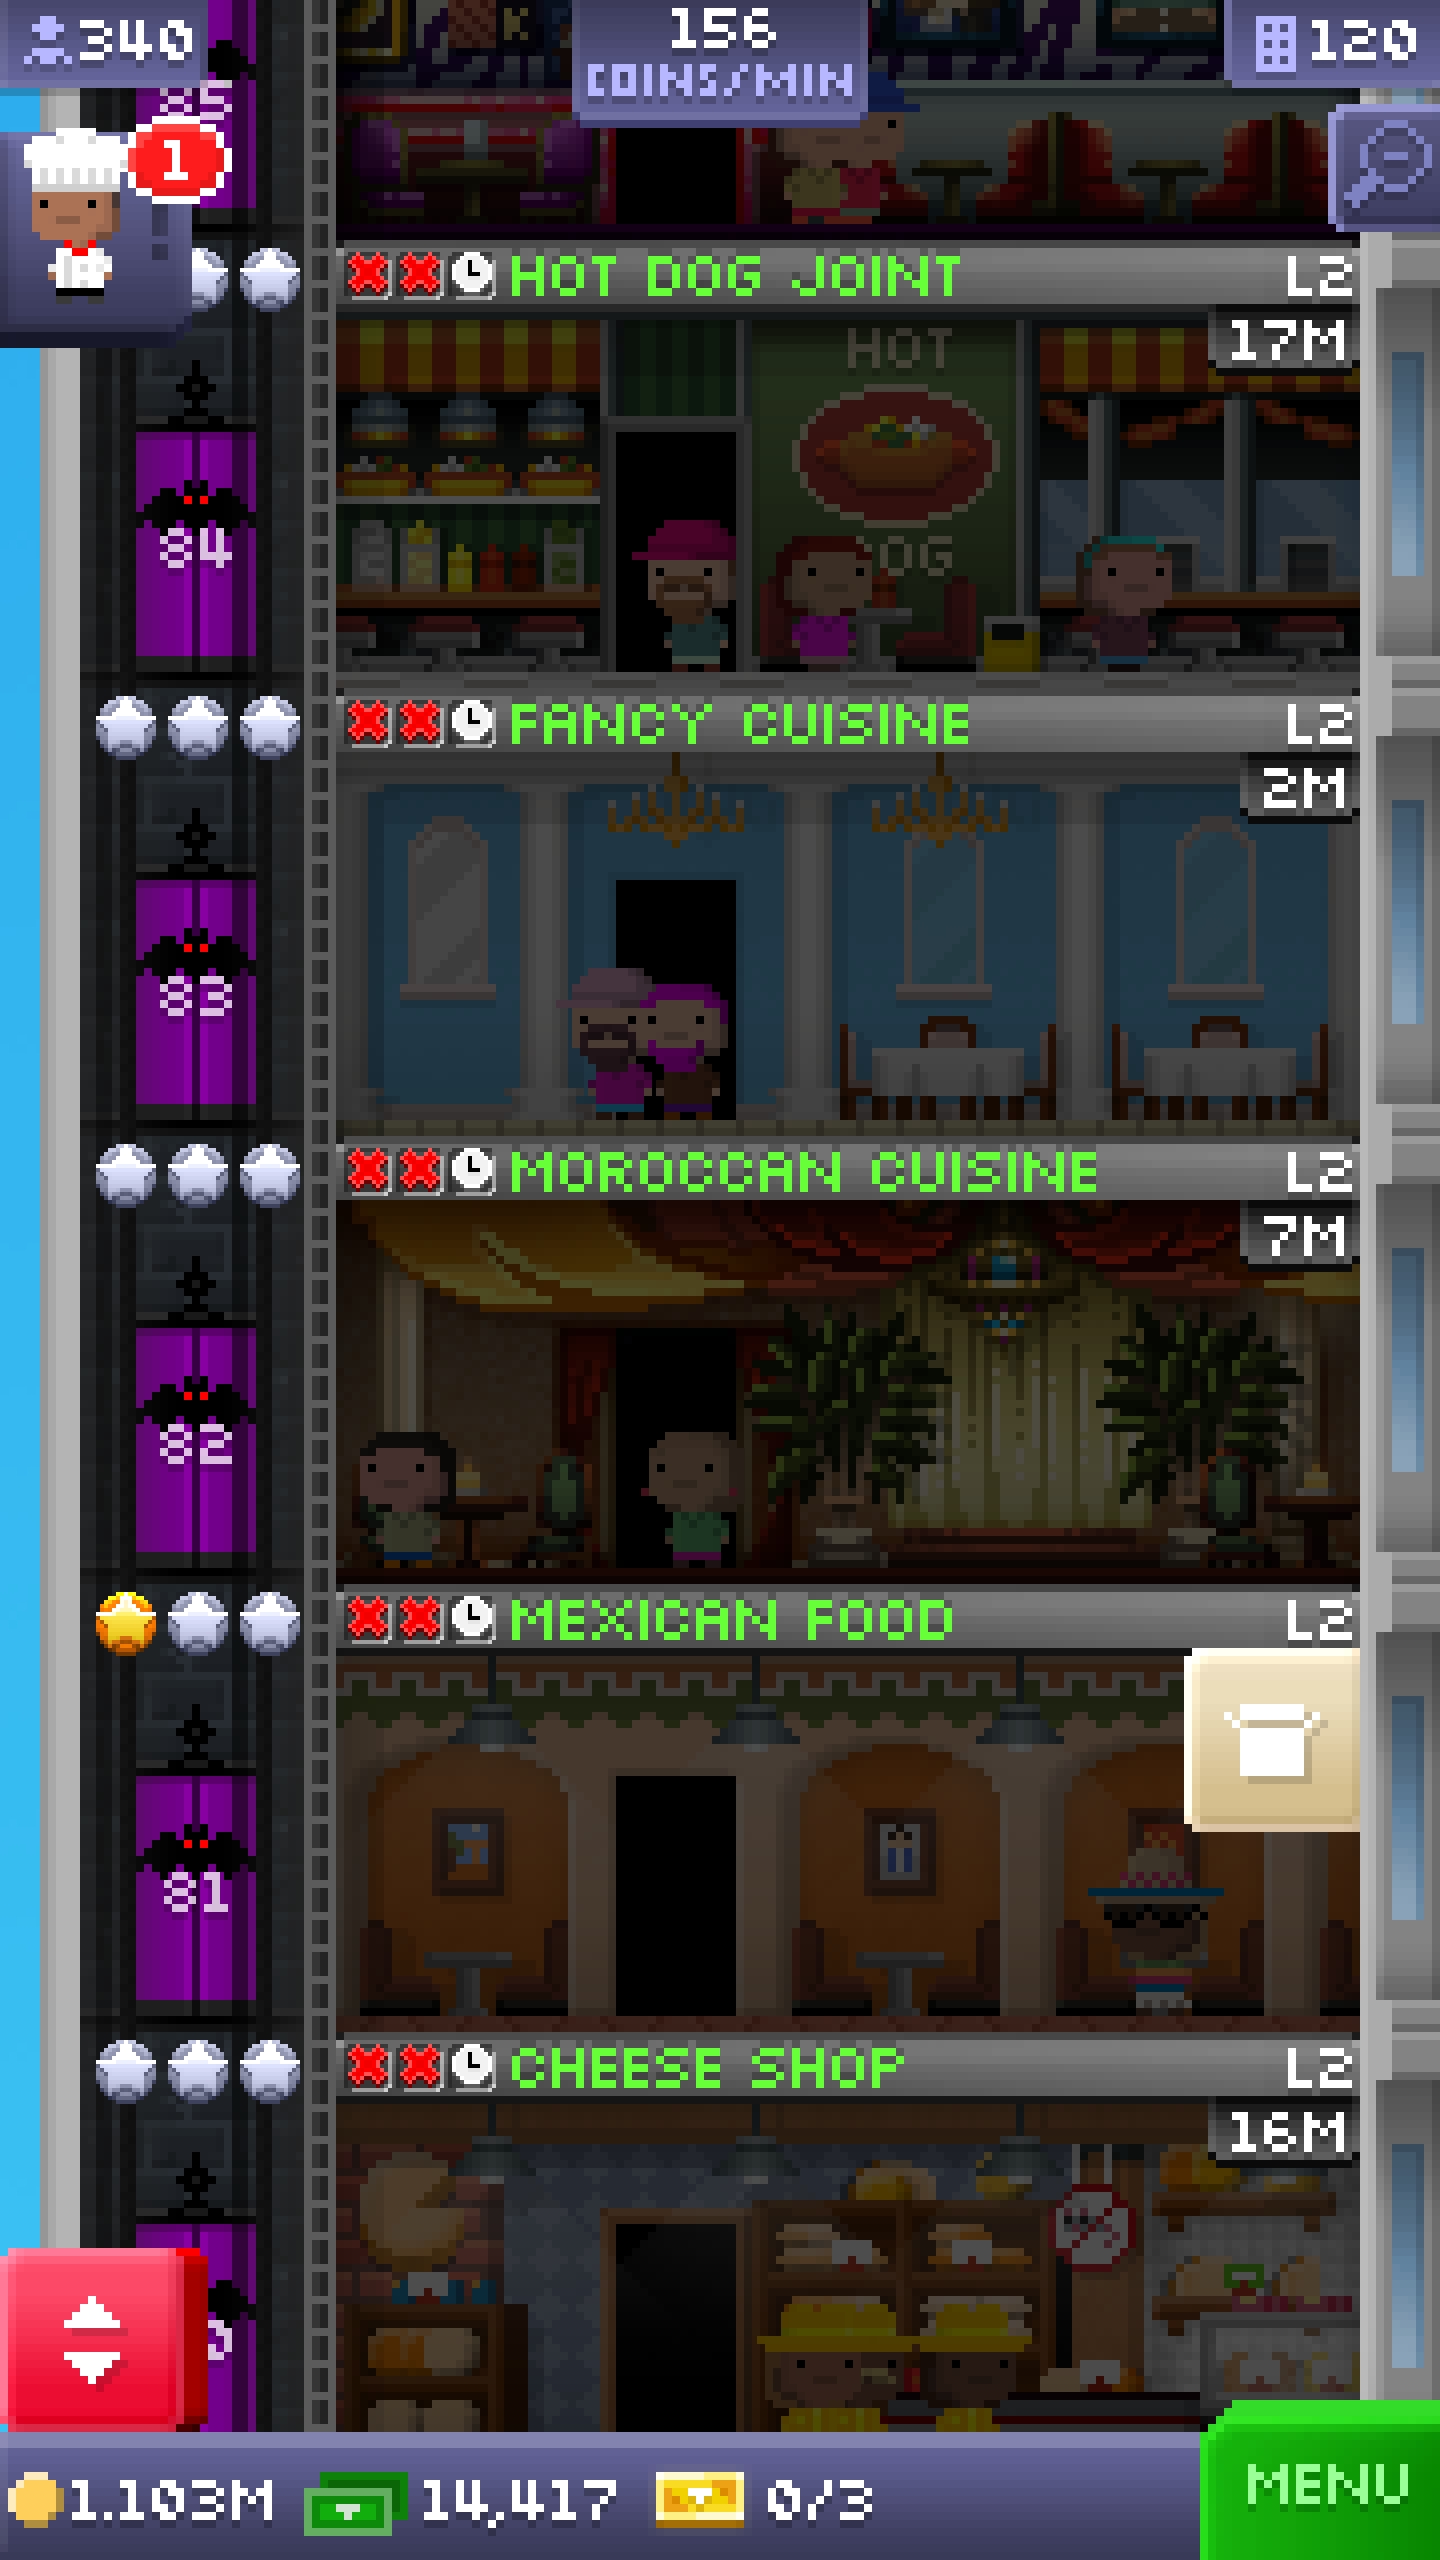 340
156
COINS/MIN
120
1
85
K
HOT DOG JOINT
L2
17M
HOT
84
FANCY CUISINE
L2
2M
83
MOROCCAN CUISINE
L2
7M
82
MEXICAN FOOD
L2
81
CHEESE SHOP
L2
16M
1.103M
14,417
0/3
MENU